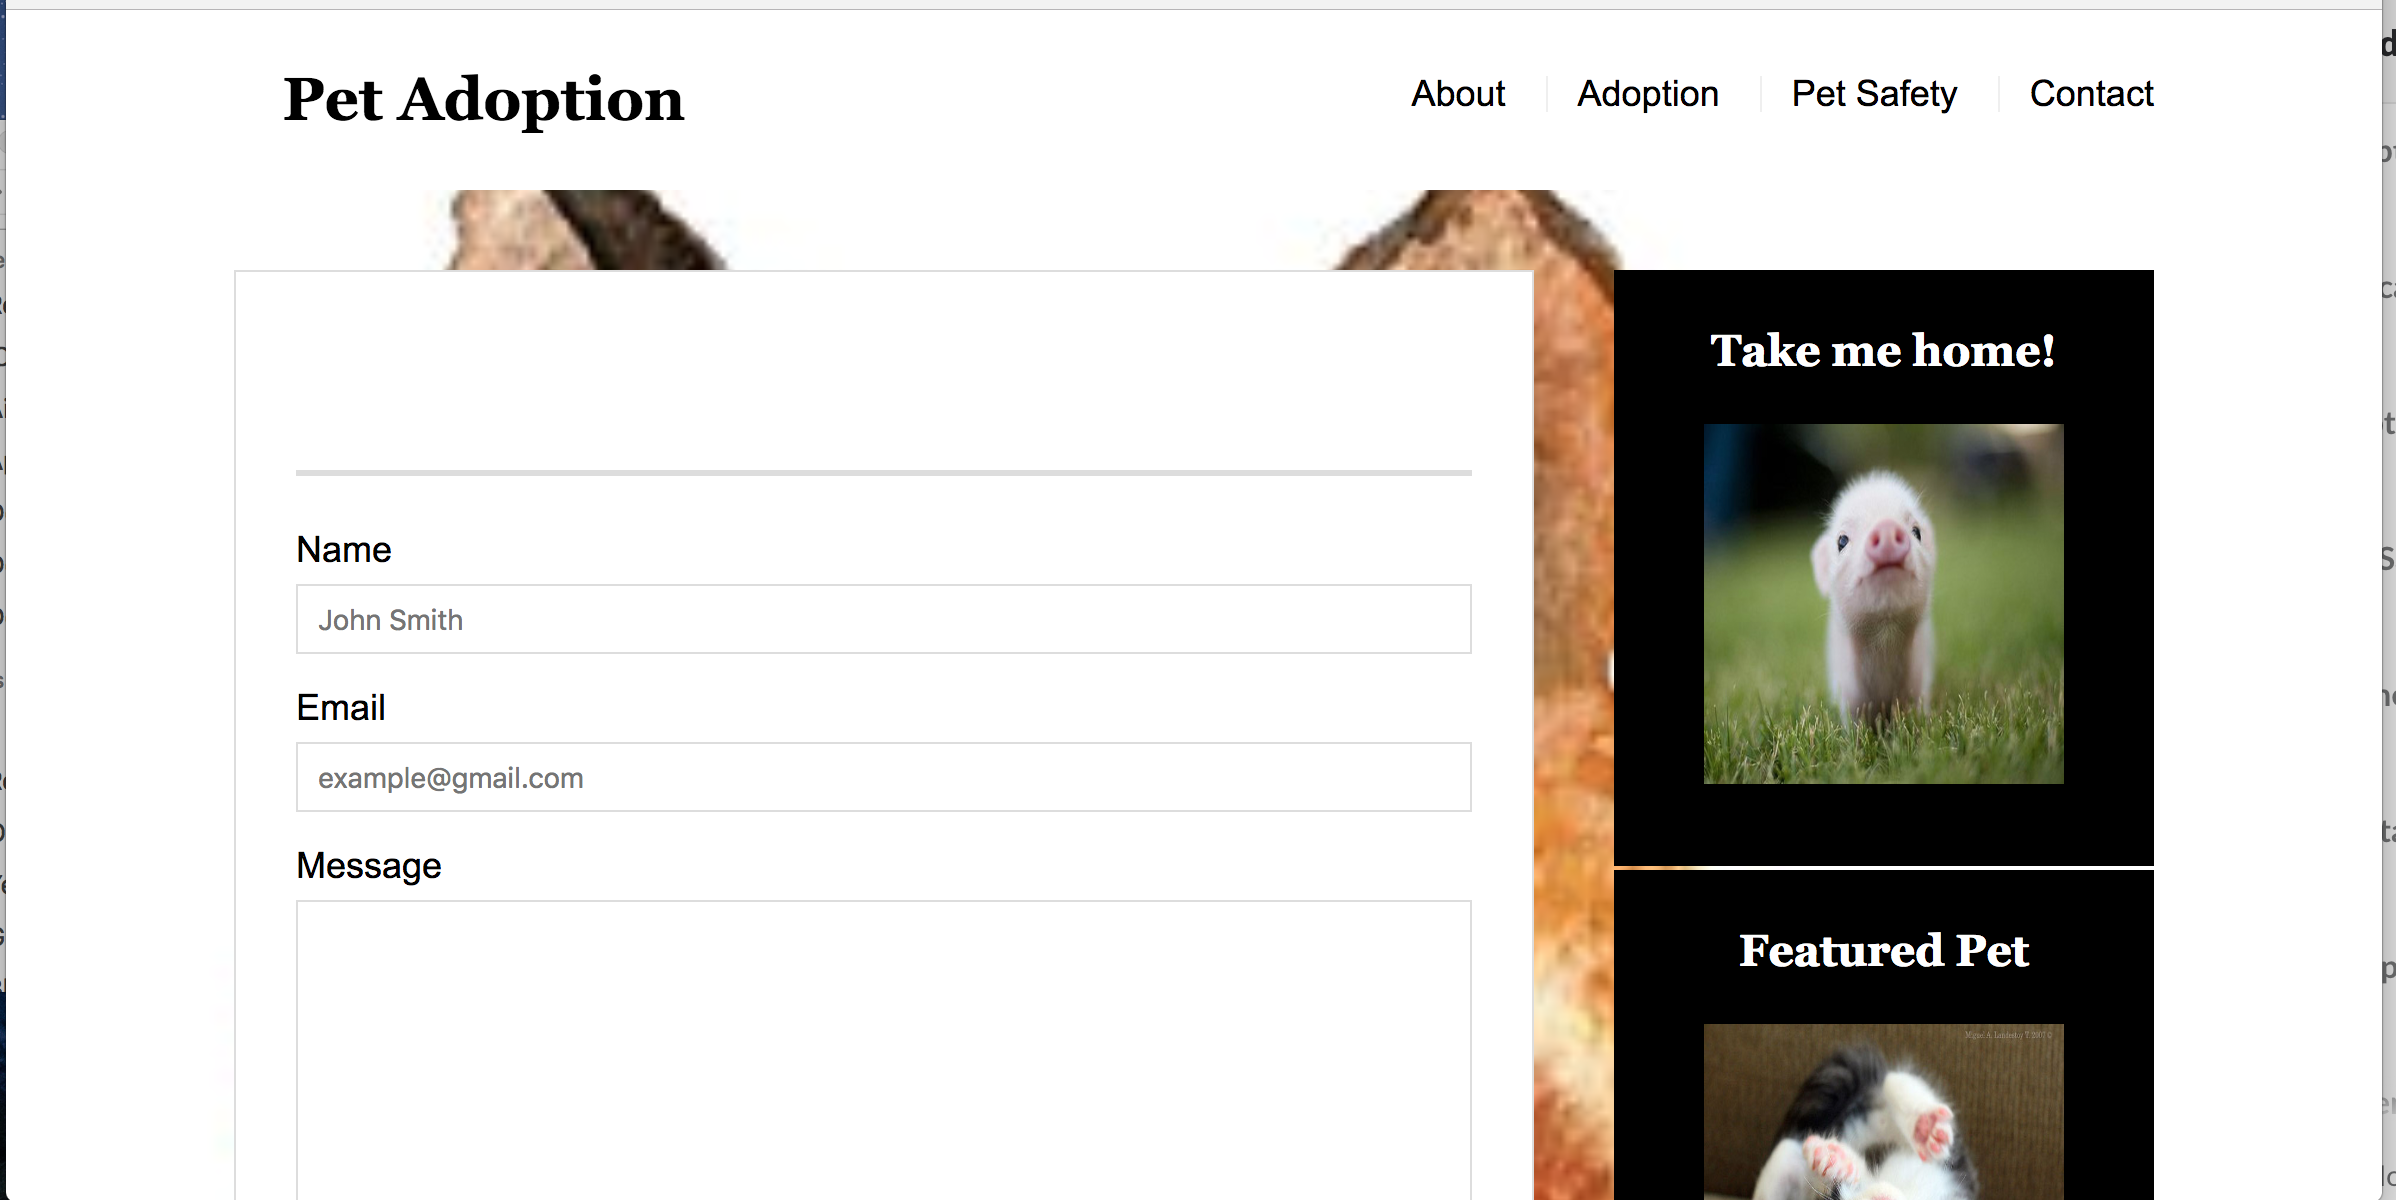 Pet Adoption
About
Adoption
Pet Safety
Contact
Name
John Smith
Email
example@gmail.com
Message
Take me home!
Featured Pet